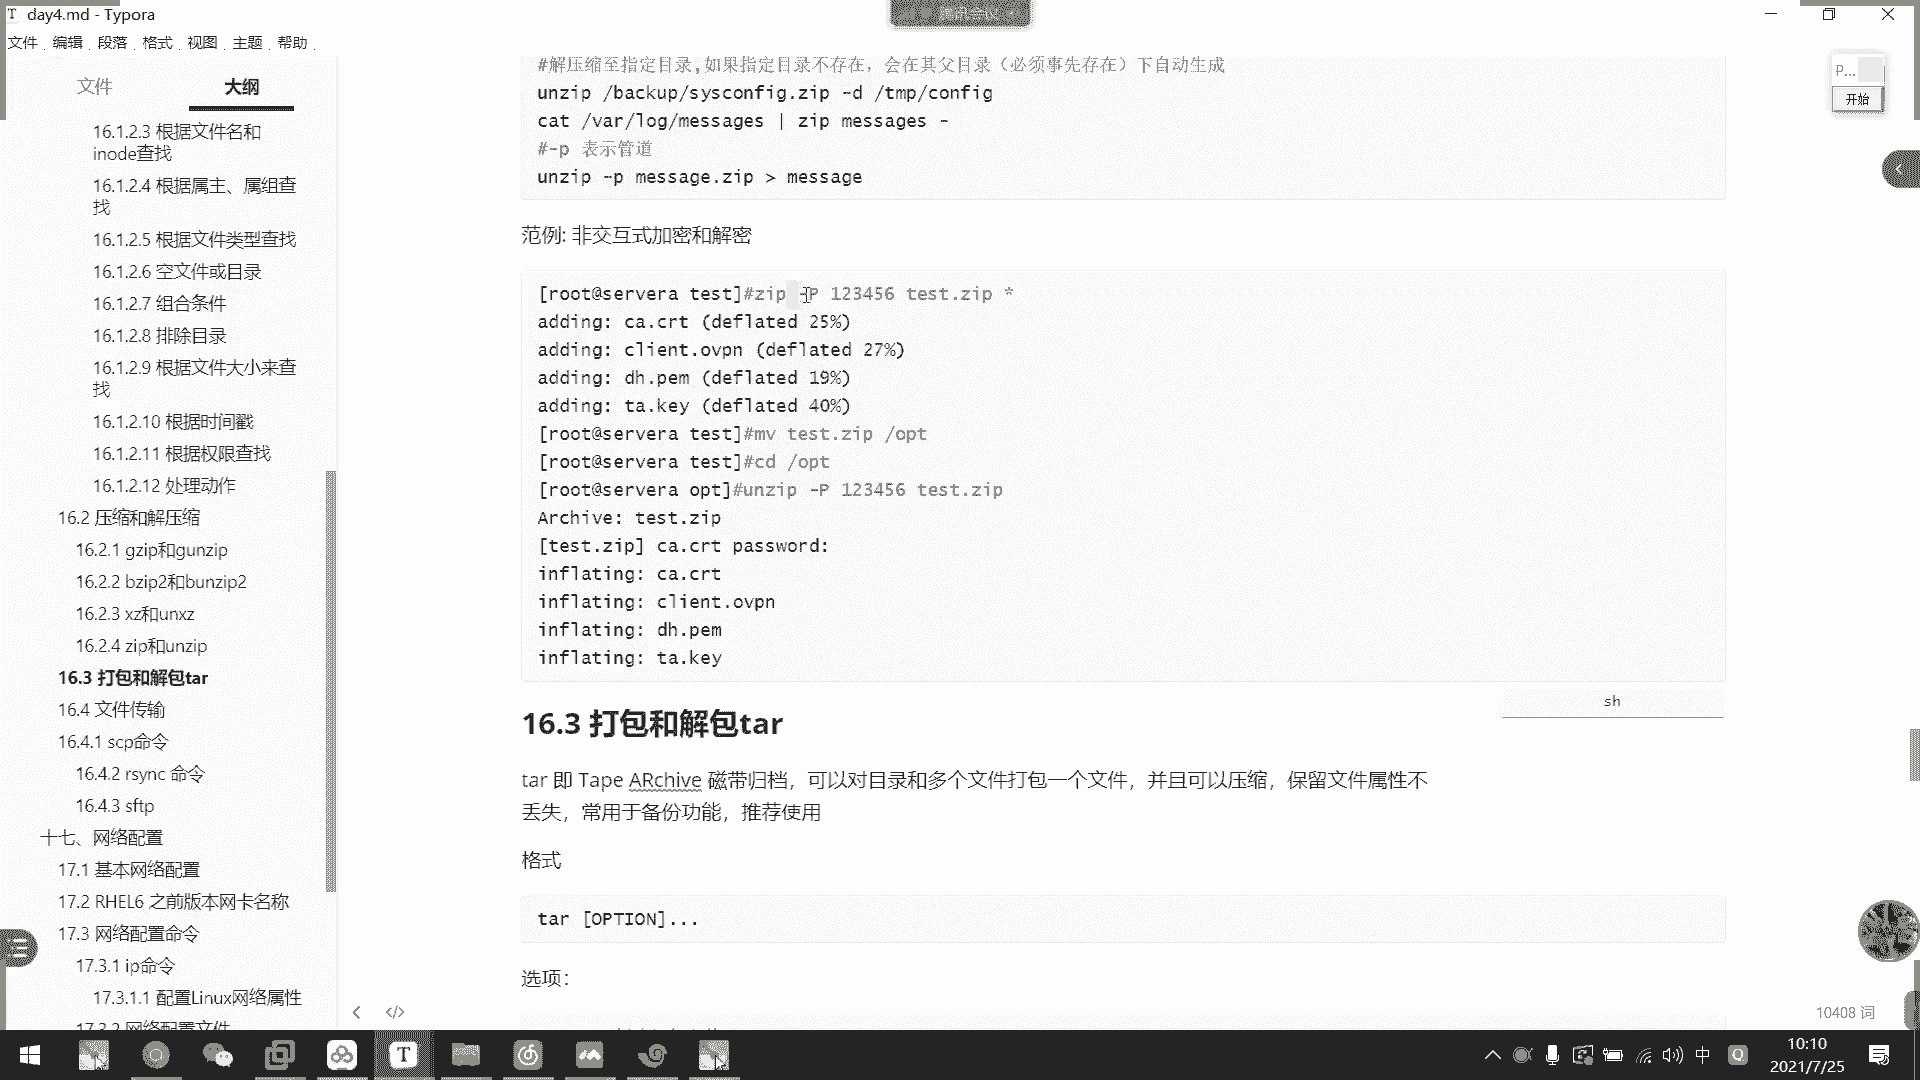 day4.md - Typora
腾讯会议
文件 编辑 段落 格式 视图 主题 帮助
文件 大纲
16.1.2.3 根据文件名和
inode查找
16.1.2.4 根据属主、属组查
找
16.1.2.5 根据文件类型查找
16.1.2.6 空文件或目录
16.1.2.7 组合条件
16.1.2.8 排除目录
16.1.2.9 根据文件大小来查
找
16.1.2.10 根据时间戳
16.1.2.11 根据权限查找
16.1.2.12 处理动作
16.2 压缩和解压缩
16.2.1 gzip和gunzip
16.2.2 bzip2和bunzip2
16.2.3 xz和unxz
16.2.4 zip和unzip
16.3 打包和解包tar
16.4 文件传输
16.4.1 scp命令
16.4.2 rsync 命令
16.4.3 sftp
十七、网络配置
17.1 基本网络配置
17.2 RHEL6 之前版本网卡名称
17.3 网络配置命令
17.3.1 ip命令
17.3.1.1 配置Linux网络属性
17.3.2 网络配置文件
#解压缩至指定目录,如果指定目录不存在，会在其父目录（必须事先存在）下自动生成
unzip /backup/sysconfig.zip -d /tmp/config
cat /var/log/messages | zip messages -
#-p 表示管道
unzip -p message.zip > message
范例: 非交互式加密和解密
[root@servera test]#zip -P 123456 test.zip *
adding: ca.crt (deflated 25%)
adding: client.ovpn (deflated 27%)
adding: dh.pem (deflated 19%)
adding: ta.key (deflated 40%)
[root@servera test]#mv test.zip /opt
[root@servera test]#cd /opt
[root@servera opt]#unzip -P 123456 test.zip
Archive: test.zip
[test.zip] ca.crt password:
inflating: ca.crt
inflating: client.ovpn
inflating: dh.pem
inflating: ta.key
sh
16.3 打包和解包tar
tar 即 Tape ARchive 磁带归档，可以对目录和多个文件打包一个文件，并且可以压缩，保留文件属性不
丢失，常用于备份功能，推荐使用
格式
tar [OPTION]...
选项：
P...
开始
10408 词
中
10:10
2021/7/25